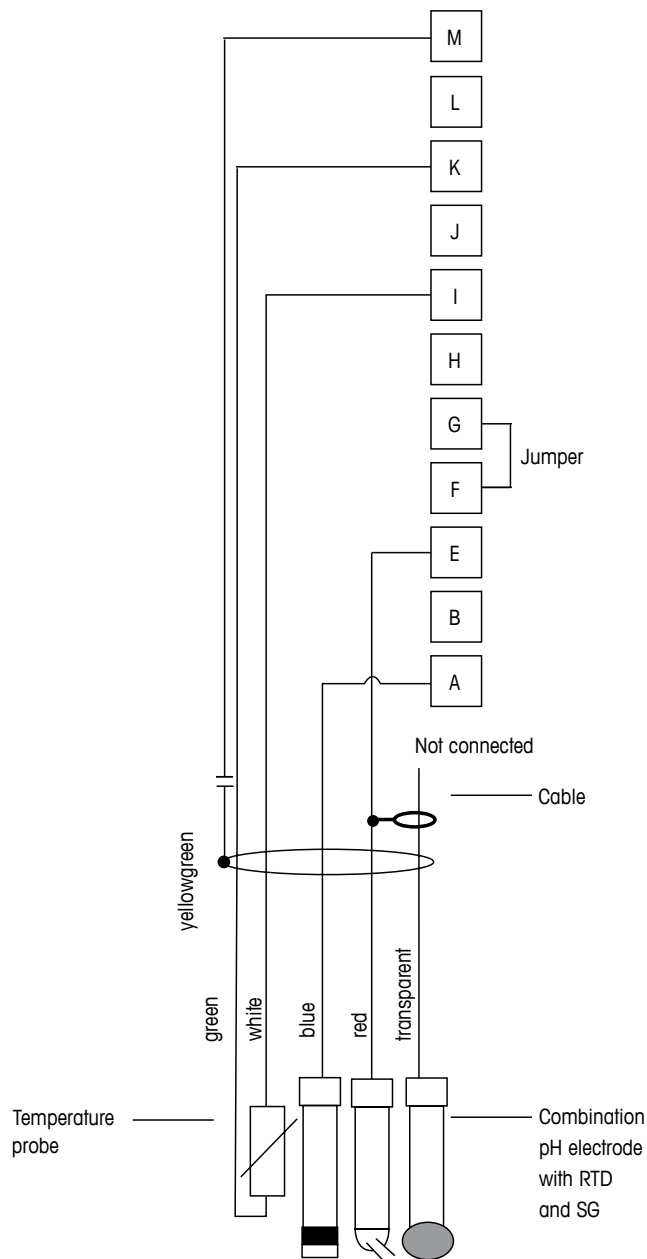 M
L
K
J
I
H
G
Jumper
F
E
B
A
Not connected
Cable
yellowgreen
green
white
blue
red
transparent
Temperature
probe
Combination
pH electrode
with RTD
and SG